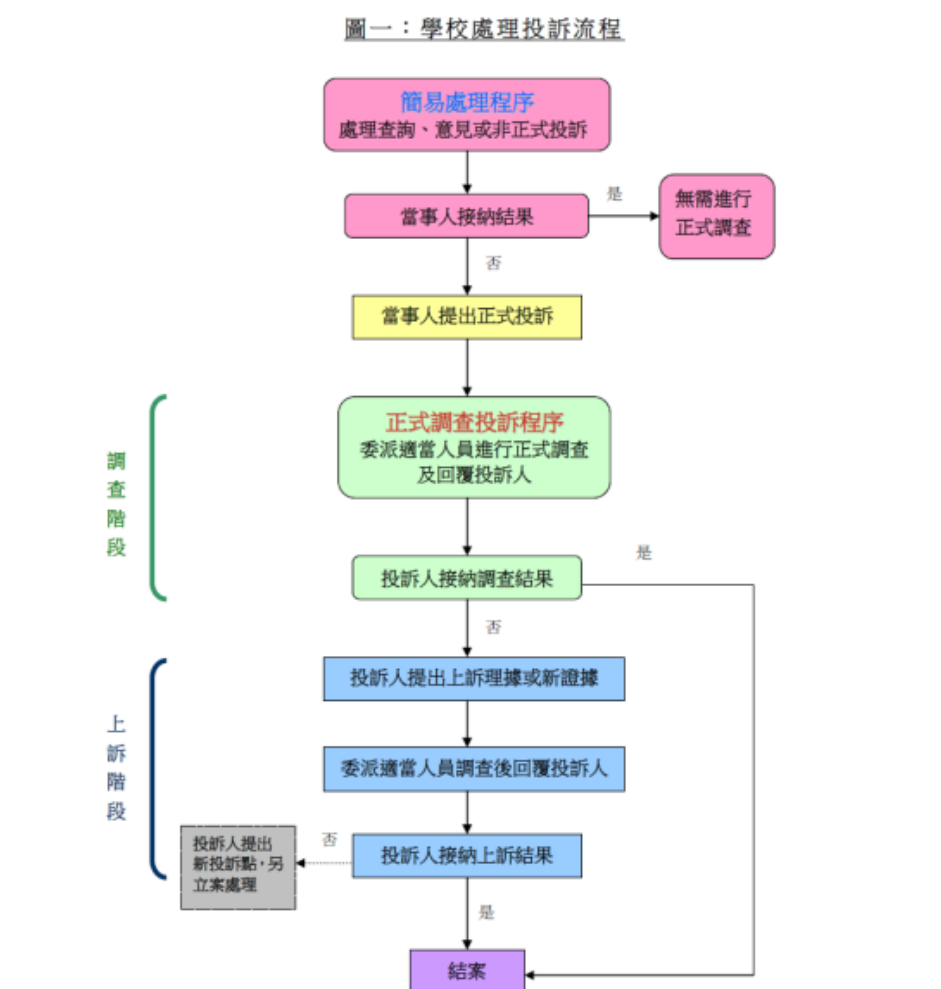 圖一：學校處理投訴流程
簡易處理程序
處理查詢、意見或非正式投訴
是
當事人接納結果
無需進行
正式調查
否
當事人提出正式投訴
調查階段
正式調查投訴程序
委派適當人員進行正式調查
及回覆投訴人
是
投訴人接納調查結果
否
上訴階段
投訴人提出上訴理據或新證據
委派適當人員調查後回覆投訴人
投訴人接納上訴結果
否
投訴人提出
新投訴點，另
立案處理
是
結案